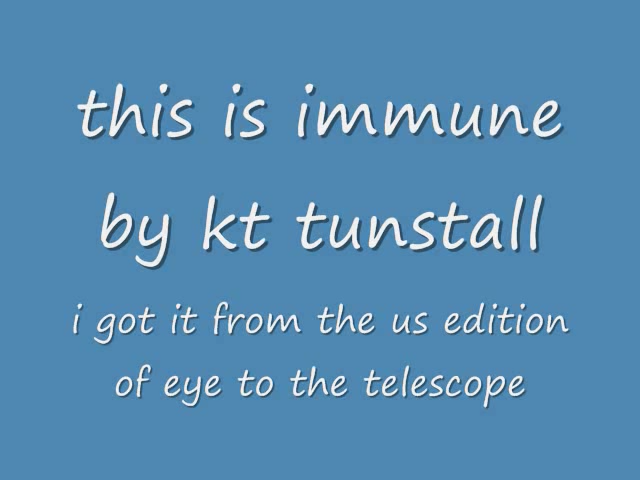 this is immune
by kt tunstall
i got it from the us edition
of eye to the telescope